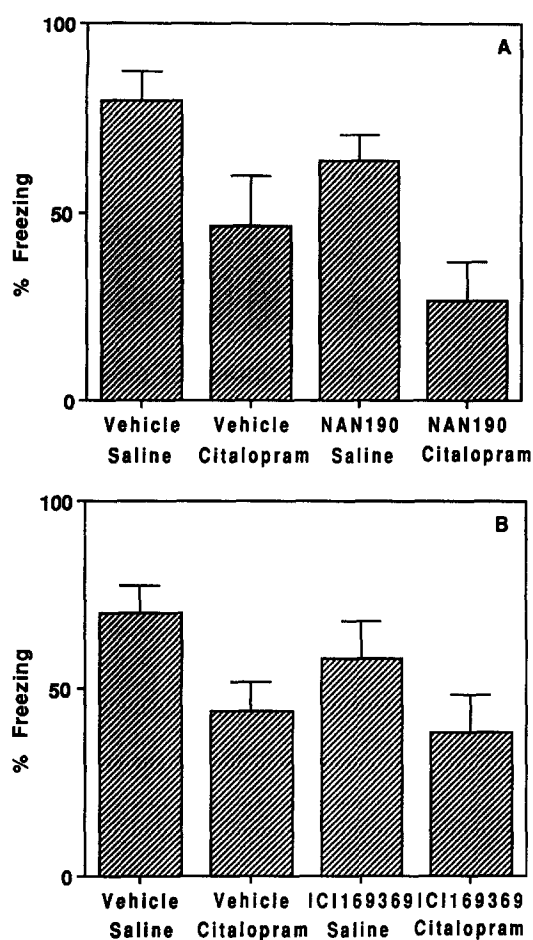 100
A
% Freezing
50
0
Vehicle Vehicle NAN190 NAN190
Saline Citalopram Saline Citalopram
100
B
% Freezing
50
0
Vehicle Vehicle ICI169369 ICI169369
Saline Citalopram Saline Citalopram